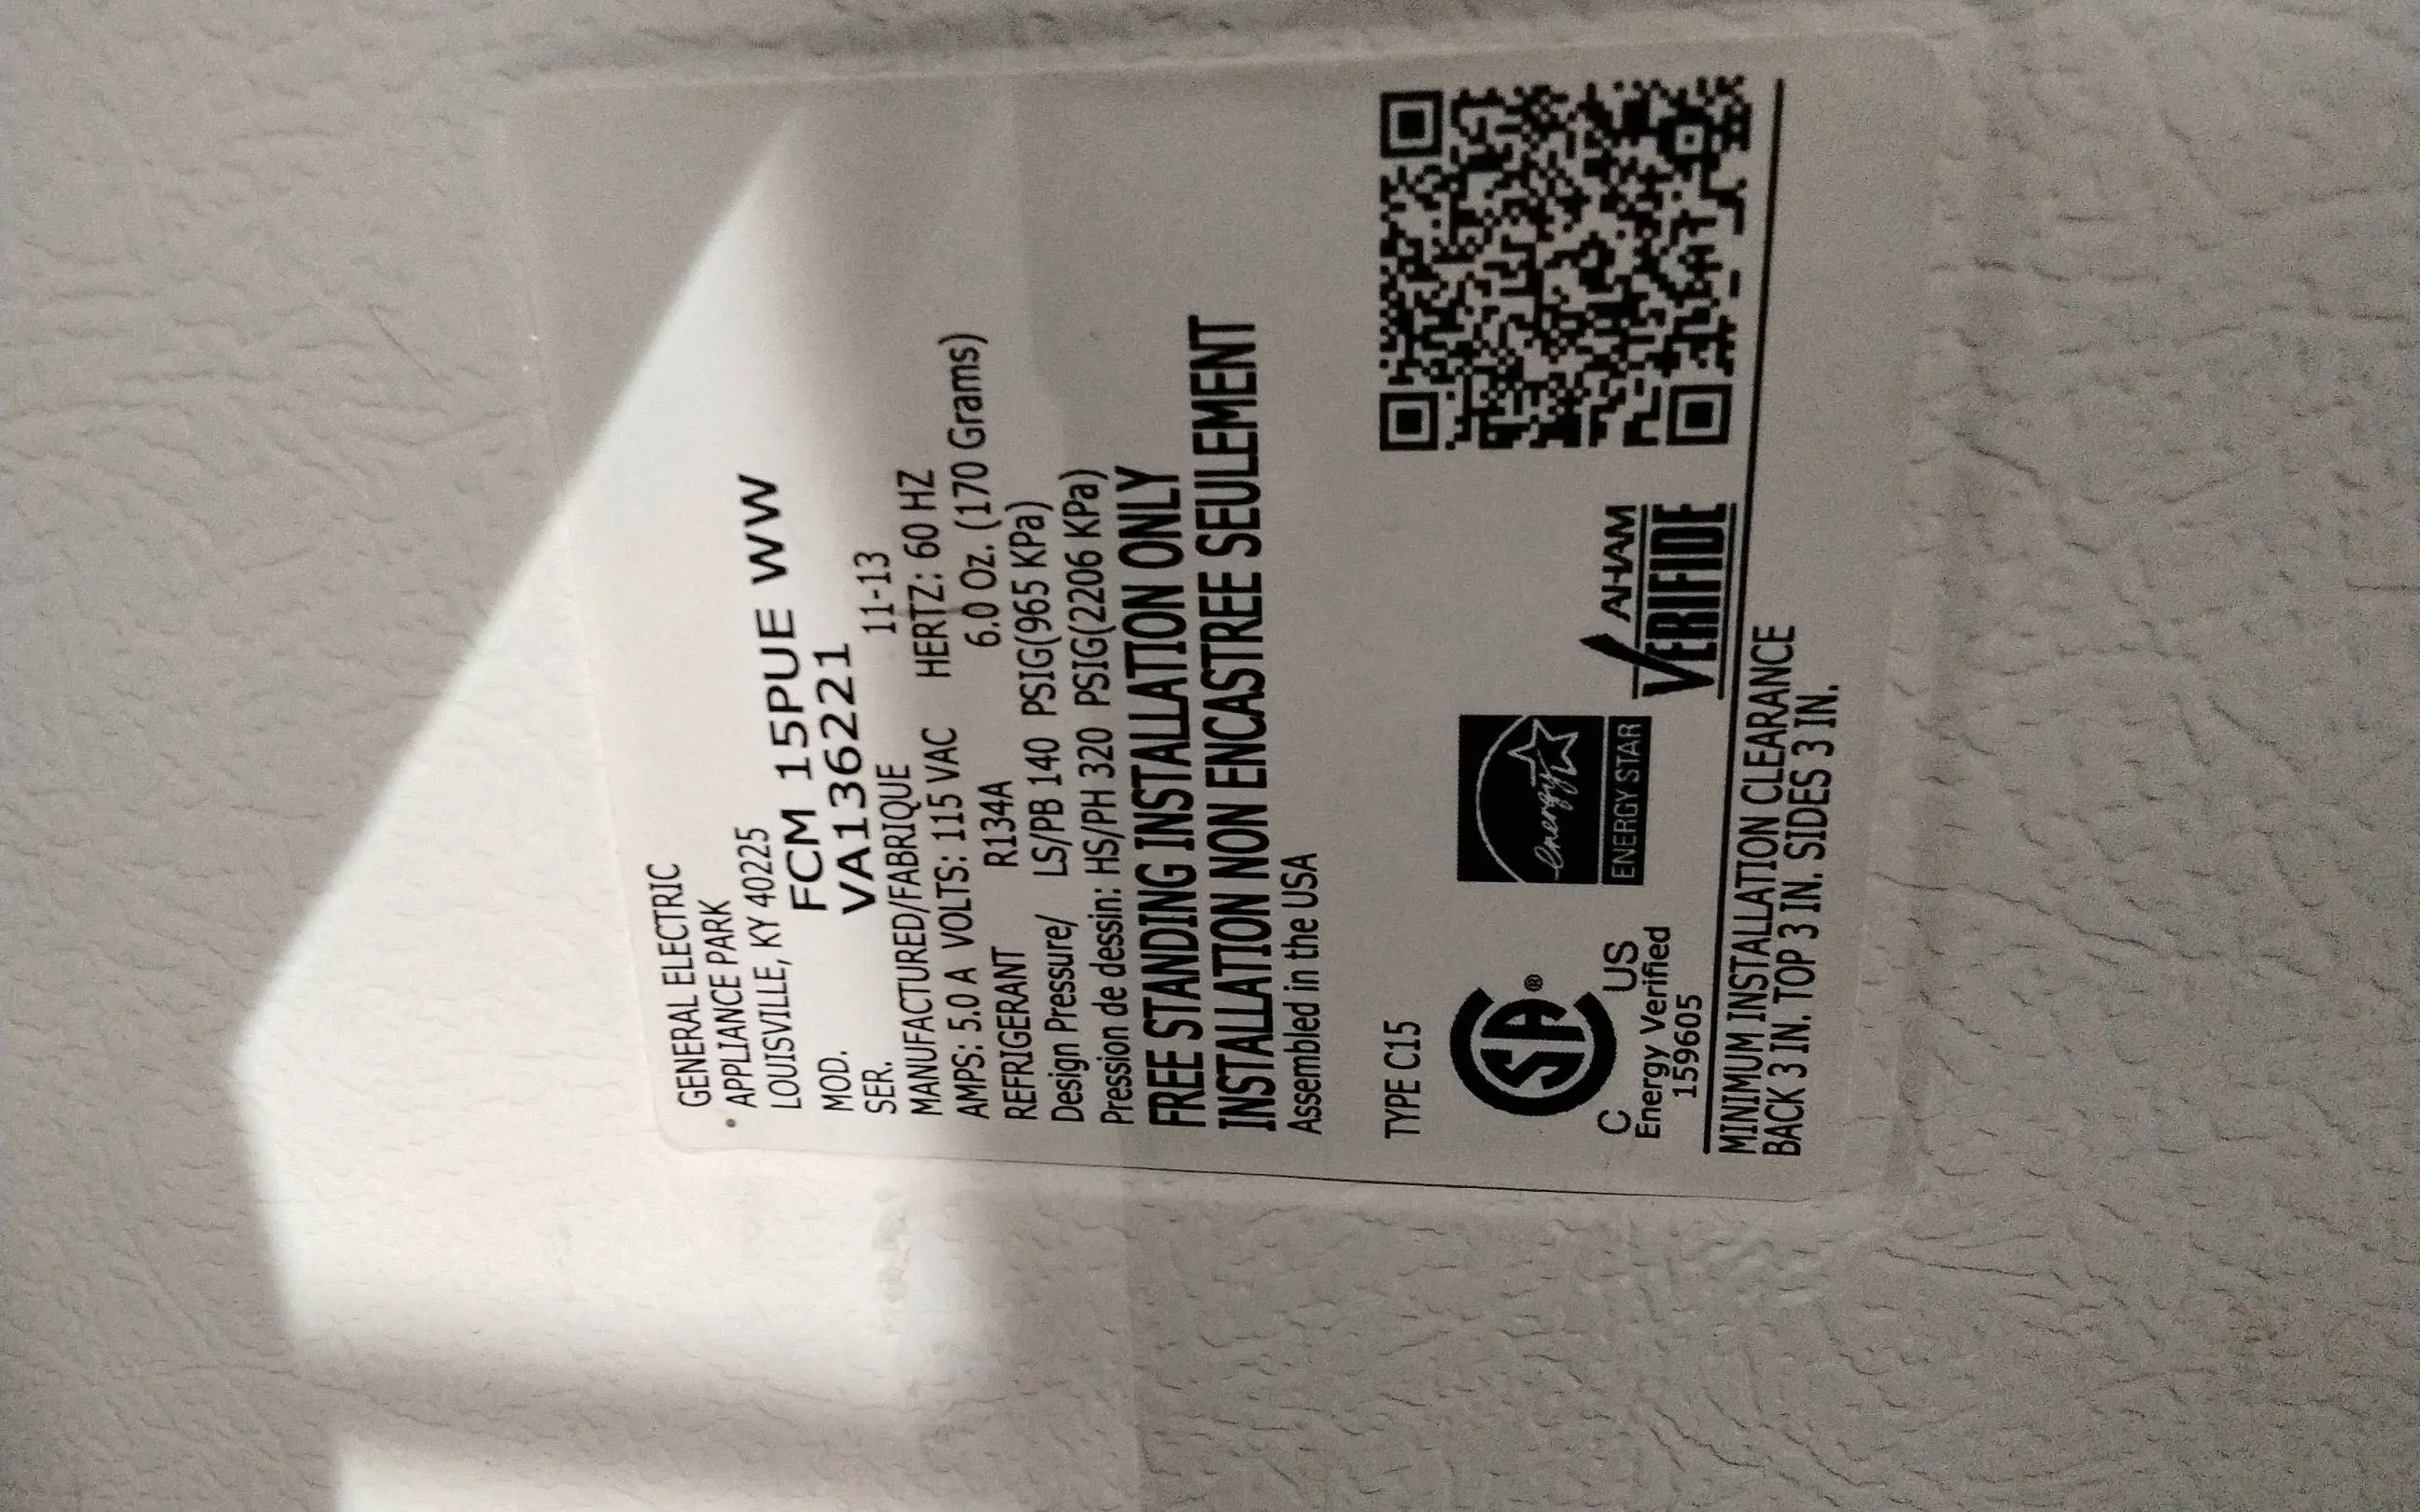 GENERAL ELECTRIC
APPLIANCE PARK
LOUISVILLE, KY 40225
MOD. FCM 15PUE WW
SER. VA136221
MANUFACTURED/FABRIQUE 11-13
AMPS: 5.0 A VOLTS: 115 VAC HERTZ: 60 HZ
REFRIGERANT R134A 6.0 Oz. (170 Grams)
Design Pressure/ LS/PB 140 PSIG(965 KPa)
Pression de dessin: HS/PH 320 PSIG(2206 KPa)
FREE STANDING INSTALLATION ONLY
INSTALLATION NON ENCASTREE SEULEMENT
Assembled in the USA
TYPE C15
SA®
C US
Energy Verified
159605
energy
ENERGY STAR
AHAM
VERIFIDE
MINIMUM INSTALLATION CLEARANCE
BACK 3 IN. TOP 3 IN. SIDES 3 IN.